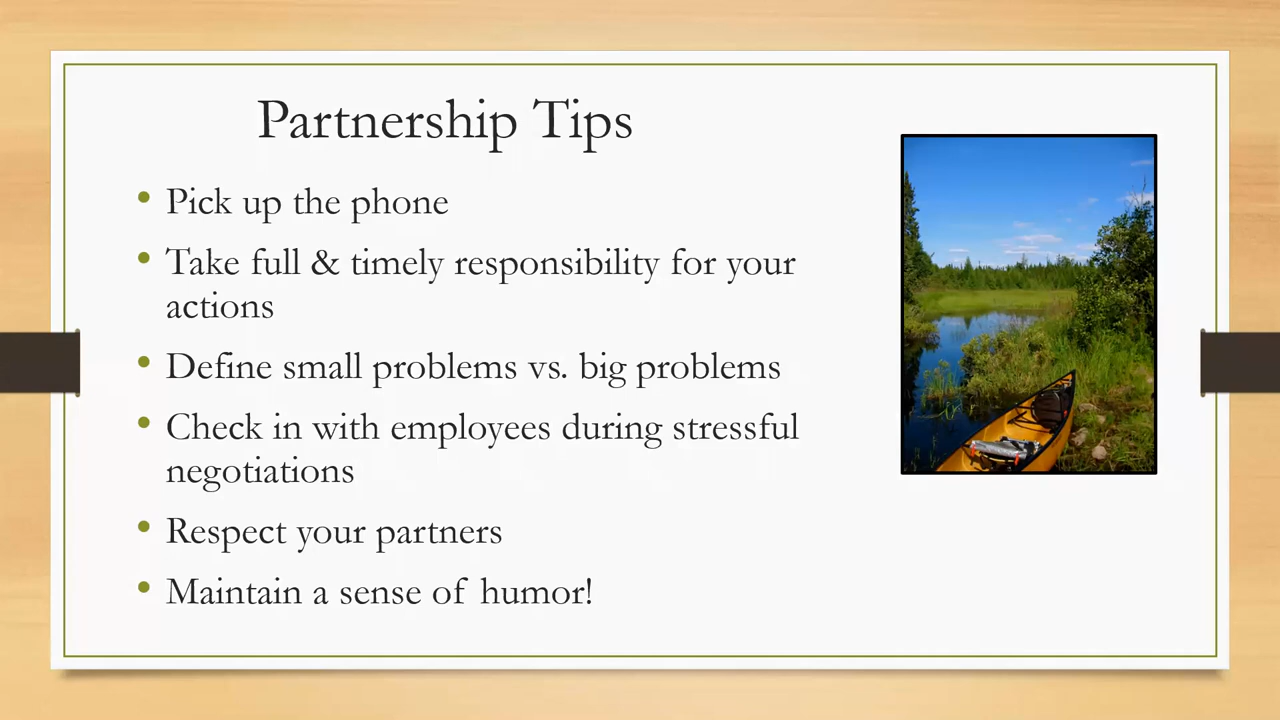 Partnership Tips
• Pick up the phone
• Take full & timely responsibility for your
actions
• Define small problems vs. big problems
• Check in with employees during stressful
negotiations
• Respect your partners
• Maintain a sense of humor!